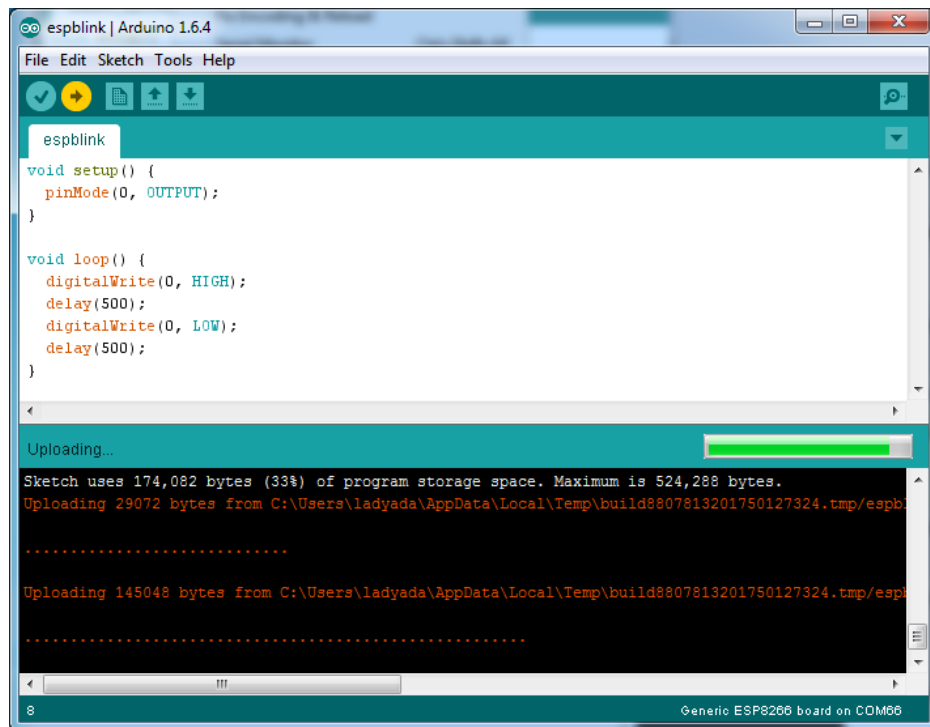 espblink | Arduino 1.6.4
File Edit Sketch Tools Help
espblink
void setup() {
  pinMode(0, OUTPUT);
}

void loop() {
  digitalWrite(0, HIGH);
  delay(500);
  digitalWrite(0, LOW);
  delay(500);
}
Uploading...
Sketch uses 174,082 bytes (33%) of program storage space. Maximum is 524,288 bytes.
Uploading 29072 bytes from C:\Users\ladyada\AppData\Local\Temp\build8807813201750127324.tmp/espbl
.............................
Uploading 145048 bytes from C:\Users\ladyada\AppData\Local\Temp\build8807813201750127324.tmp/espb
.......................................................
8
Generic ESP8266 board on COM66